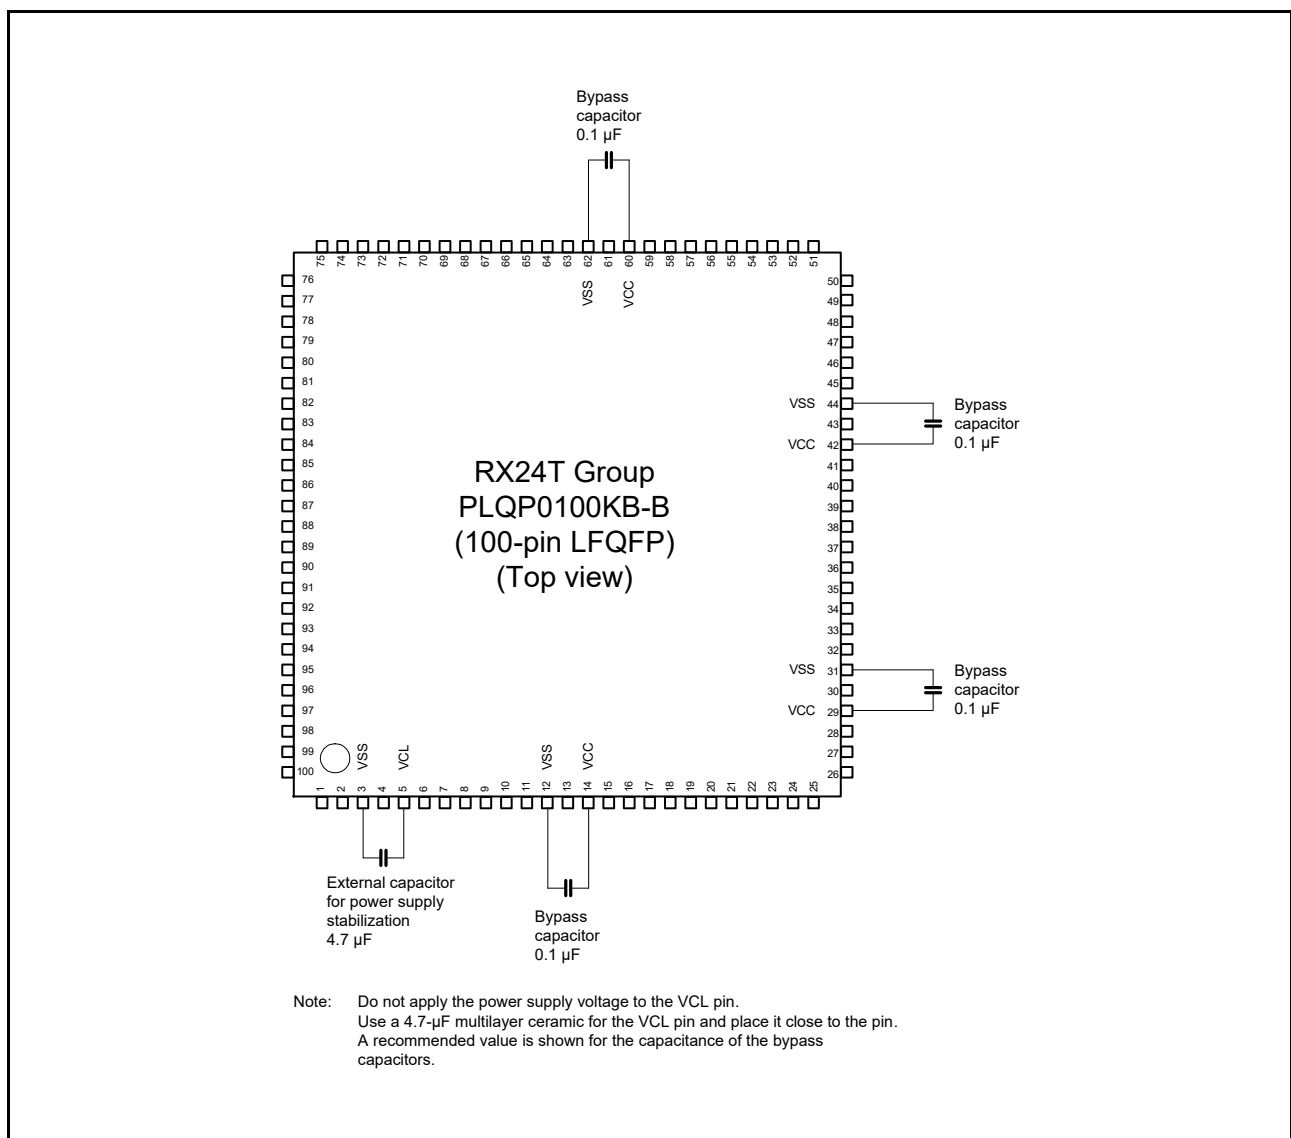 Bypass
capacitor
0.1 µF
75 74 73 72 71 70 69 68 67 66 65 64 63 62 61 60 59 58 57 56 55 54 53 52 51
VSS VCC
76
77
78
79
80
81
82
83
84
85
86
87
88
89
90
91
92
93
94
95
96
97
98
99
100
50
49
48
47
46
45
VSS 44
43
VCC 42
41
40
39
38
37
36
35
34
33
32
VSS 31
30
VCC 29
28
27
26
Bypass
capacitor
0.1 µF
RX24T Group
PLQP0100KB-B
(100-pin LFQFP)
(Top view)
Bypass
capacitor
0.1 µF
VSS VCL VSS VCC
1 2 3 4 5 6 7 8 9 10 11 12 13 14 15 16 17 18 19 20 21 22 23 24 25
External capacitor
for power supply
stabilization
4.7 µF
Bypass
capacitor
0.1 µF
Note: Do not apply the power supply voltage to the VCL pin.
Use a 4.7-µF multilayer ceramic for the VCL pin and place it close to the pin.
A recommended value is shown for the capacitance of the bypass
capacitors.